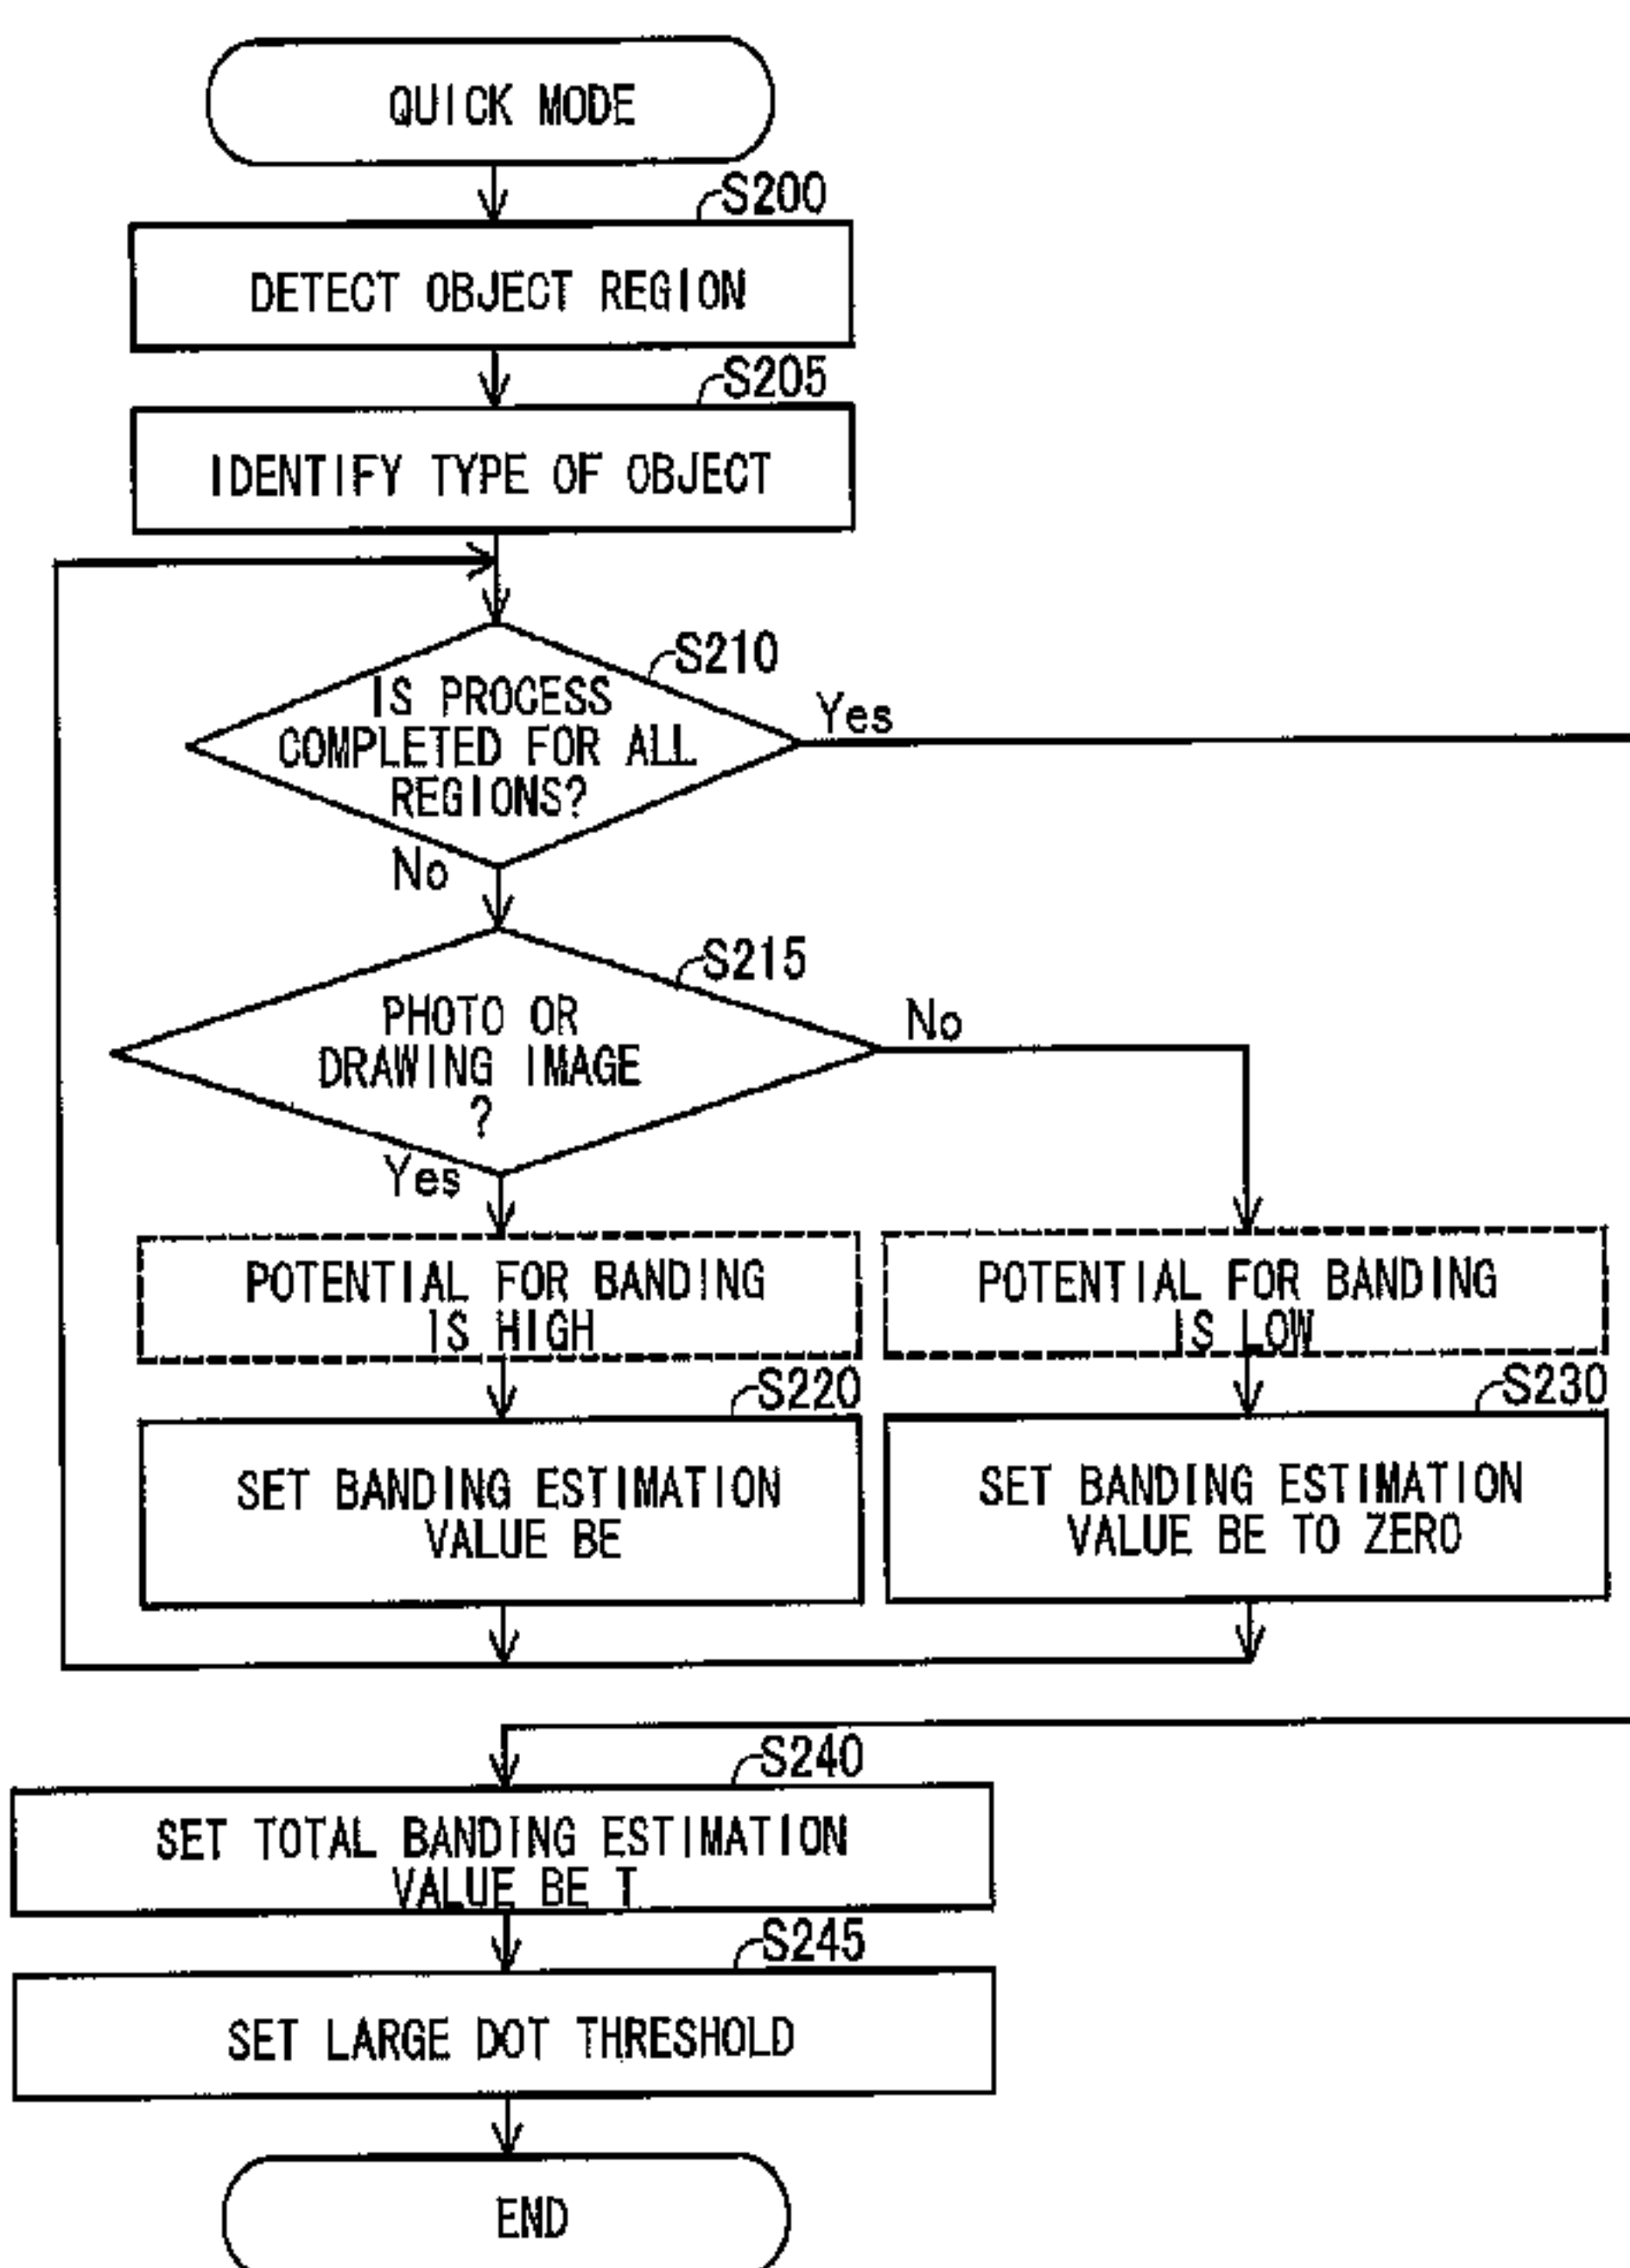 QUICK MODE
S200
DETECT OBJECT REGION
S205
IDENTIFY TYPE OF OBJECT
S210
IS PROCESS
COMPLETED FOR ALL
REGIONS?
Yes
No
S215
PHOTO OR
DRAWING IMAGE
?
No
Yes
POTENTIAL FOR BANDING
IS HIGH
POTENTIAL FOR BANDING
IS LOW
S220
SET BANDING ESTIMATION
VALUE BE
S230
SET BANDING ESTIMATION
VALUE BE TO ZERO
S240
SET TOTAL BANDING ESTIMATION
VALUE BE T
S245
SET LARGE DOT THRESHOLD
END